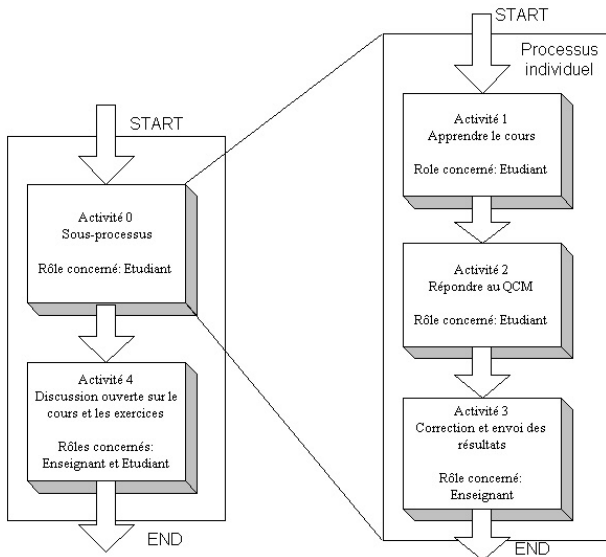 START
Activité 0
Sous-processus
Rôle concerné: Etudiant
Activité 4
Discussion ouverte sur le
cours et les exercices
Rôles concernés:
Enseignant et Etudiant
END
START
Processus
individuel
Activité 1
Apprendre le cours
Role concerné: Etudiant
Activité 2
Répondre au QCM
Rôle concerné: Etudiant
Activité 3
Correction et envoi des
résultats
Rôle concerné:
Enseignant
END